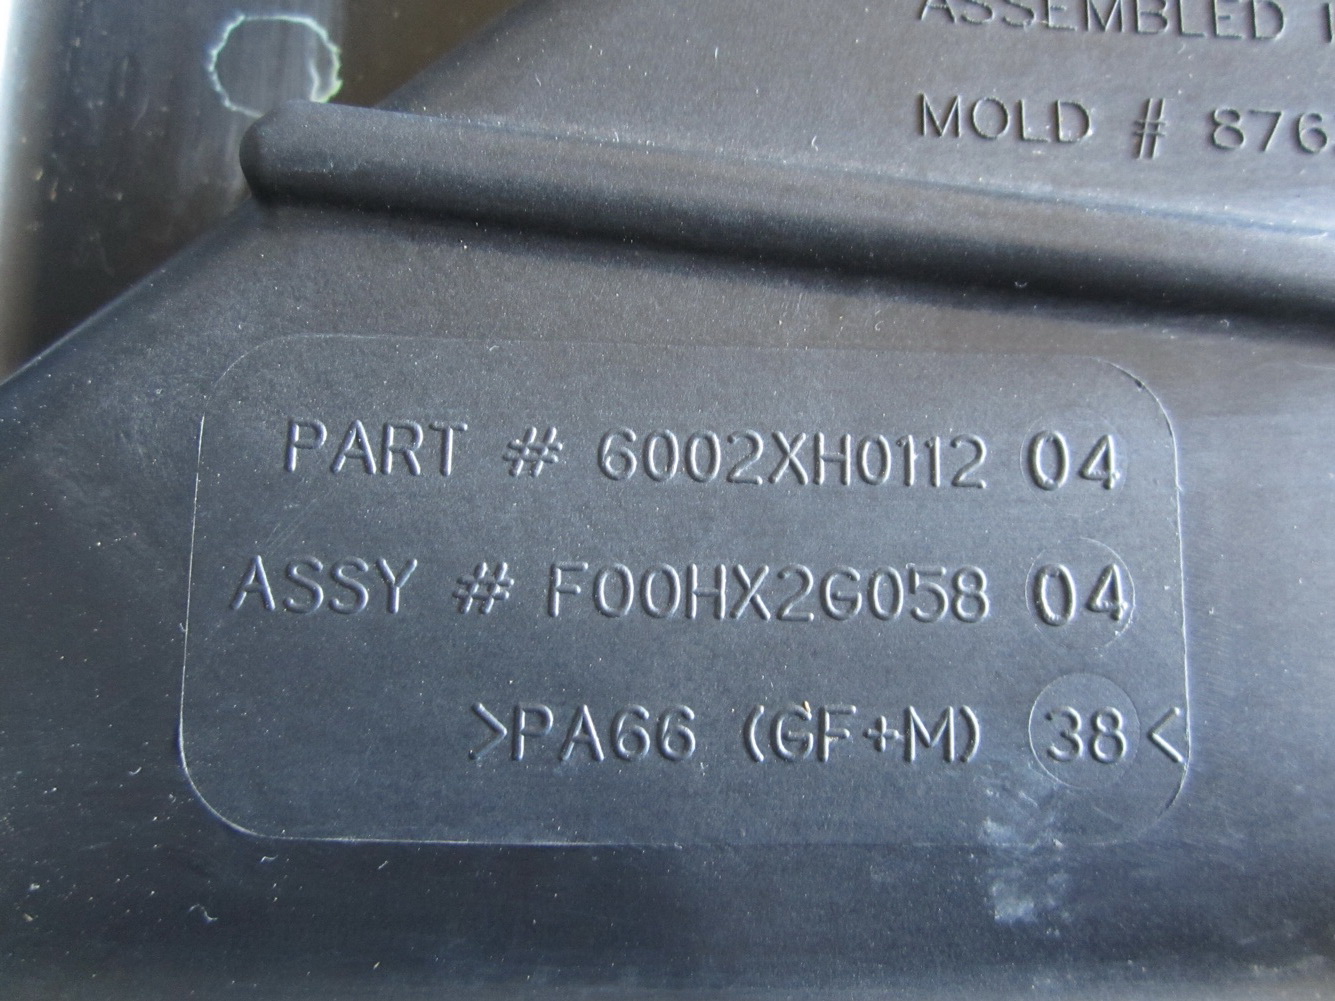 ASSEMBLED
MOLD # 876
PART # 6002XH0112 04
ASSY # F00HX2G058 04
>PA66 (GF+M) 38<